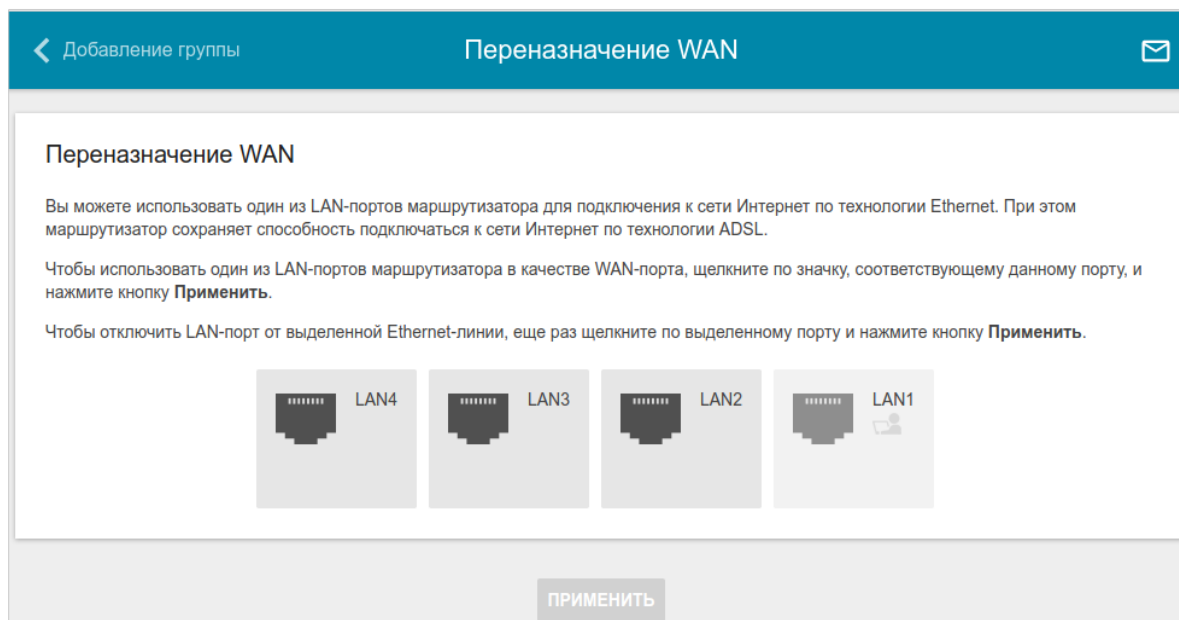 Добавление группы
Переназначение WAN
Переназначение WAN
Вы можете использовать один из LAN-портов маршрутизатора для подключения к сети Интернет по технологии Ethernet. При этом
маршрутизатор сохраняет способность подключаться к сети Интернет по технологии ADSL.
Чтобы использовать один из LAN-портов маршрутизатора в качестве WAN-порта, щелкните по значку, соответствующему данному порту, и
нажмите кнопку Применить.
Чтобы отключить LAN-порт от выделенной Ethernet-линии, еще раз щелкните по выделенному порту и нажмите кнопку Применить.
LAN4
LAN3
LAN2
LAN1
ПРИМЕНИТЬ